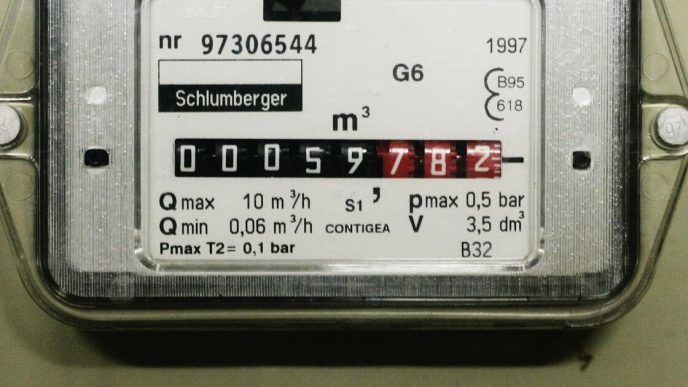 nr 97306544
1997
G6
B95
618
Schlumberger
m³
00059782
Qmax 10 m³/h
S1
pmax 0,5 bar
Qmin 0,06 m³/h
CONTIGEA
V 3,5 dm³
Pmax T2= 0,1 bar
B32